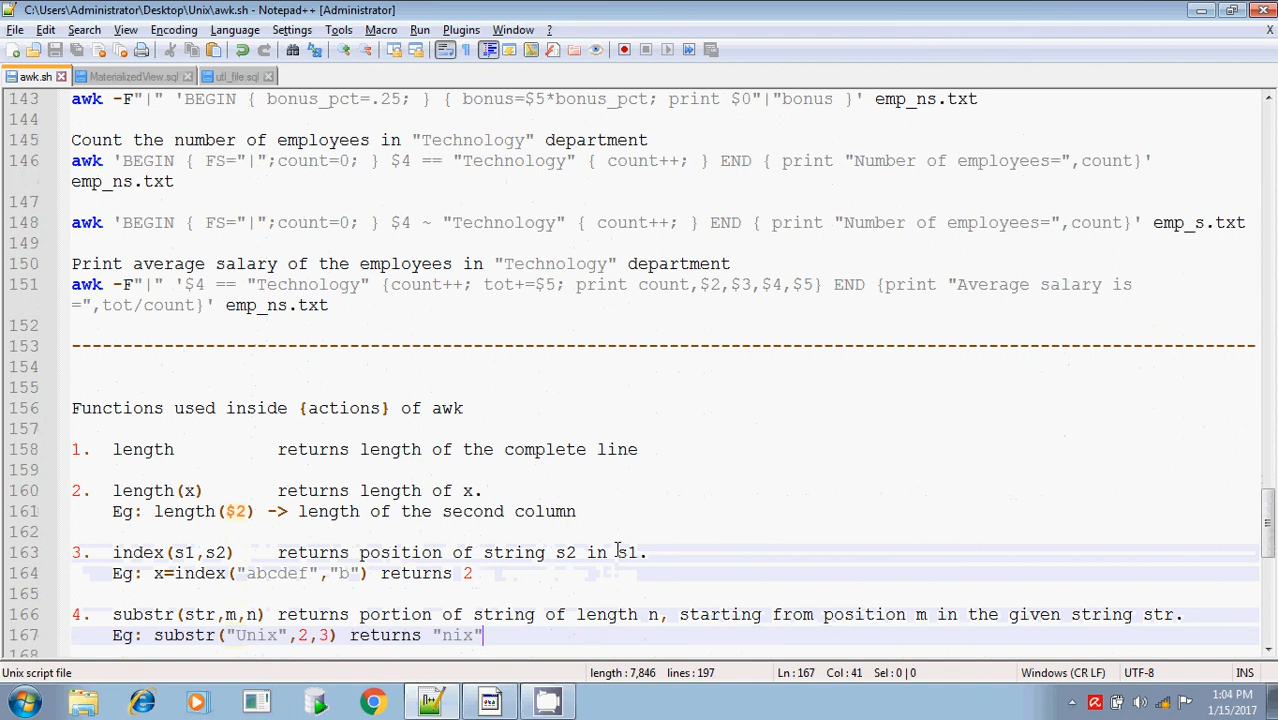 C:\Users\Administrator\Desktop\Unix\awk.sh - Notepad++ [Administrator]
File Edit Search View Encoding Language Settings Tools Macro Run Plugins Window ? X
awk.sh MaterializedView.sql utl_file.sql
143 awk -F"|" 'BEGIN { bonus_pct=.25; } { bonus=$5*bonus_pct; print $0"|"bonus }' emp_ns.txt
144
145 Count the number of employees in "Technology" department
146 awk 'BEGIN { FS="|";count=0; } $4 == "Technology" { count++; } END { print "Number of employees=",count}'
emp_ns.txt
147
148 awk 'BEGIN { FS="|";count=0; } $4 ~ "Technology" { count++; } END { print "Number of employees=",count}' emp_s.txt
149
150 Print average salary of the employees in "Technology" department
151 awk -F"|" '$4 == "Technology" {count++; tot+=$5; print count,$2,$3,$4,$5} END {print "Average salary is
=",tot/count}' emp_ns.txt
152
153 -------------------------------------------------------------------------------------------------------------------
154
155
156 Functions used inside {actions} of awk
157
158 1. length returns length of the complete line
159
160 2. length(x) returns length of x.
161 Eg: length($2) -> length of the second column
162
163 3. index(s1,s2) returns position of string s2 in s1.
164 Eg: x=index("abcdef","b") returns 2
165
166 4. substr(str,m,n) returns portion of string of length n, starting from position m in the given string str.
167 Eg: substr("Unix",2,3) returns "nix"
168
Unix script file length : 7,846 lines : 197 Ln : 167 Col : 41 Sel : 0 | 0 Windows (CR LF) UTF-8 INS
1:04 PM
1/15/2017